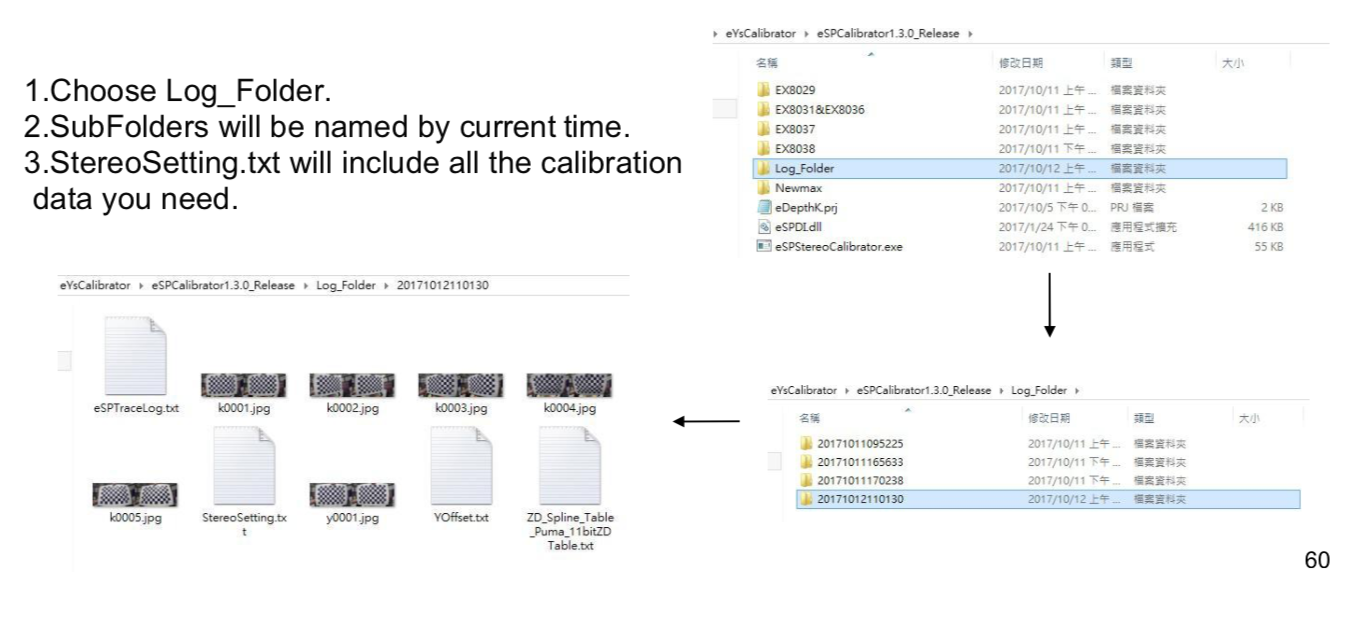 1.Choose Log_Folder.
2.SubFolders will be named by current time.
3.StereoSetting.txt will include all the calibration
data you need.
eYsCalibrator ▸ eSPCalibrator1.3.0_Release ▸
名稱 修改日期 類型 大小
EX8029 2017/10/11 上午 ... 檔案資料夾
EX8031&EX8036 2017/10/11 上午 ... 檔案資料夾
EX8037 2017/10/11 上午 ... 檔案資料夾
EX8038 2017/10/11 下午 ... 檔案資料夾
Log_Folder 2017/10/12 上午 ... 檔案資料夾
Newmax 2017/10/11 上午 ... 檔案資料夾
eDepthK.prj 2017/10/5 下午 0... PRJ 檔案 2 KB
eSPDI.dll 2017/1/24 下午 0... 應用程式擴充 416 KB
eSPStereoCalibrator.exe 2017/10/11 上午 ... 應用程式 55 KB
eYsCalibrator ▸ eSPCalibrator1.3.0_Release ▸ Log_Folder ▸
名稱 修改日期 類型 大小
20171011095225 2017/10/11 上午 ... 檔案資料夾
20171011165633 2017/10/11 下午 ... 檔案資料夾
20171011170238 2017/10/11 下午 ... 檔案資料夾
20171012110130 2017/10/12 上午 ... 檔案資料夾
eYsCalibrator ▸ eSPCalibrator1.3.0_Release ▸ Log_Folder ▸ 20171012110130
eSPTraceLog.txt k0001.jpg k0002.jpg k0003.jpg k0004.jpg
k0005.jpg StereoSetting.tx y0001.jpg YOffset.txt ZD_Spline_Table
t _Puma_11bitZD
Table.txt
60